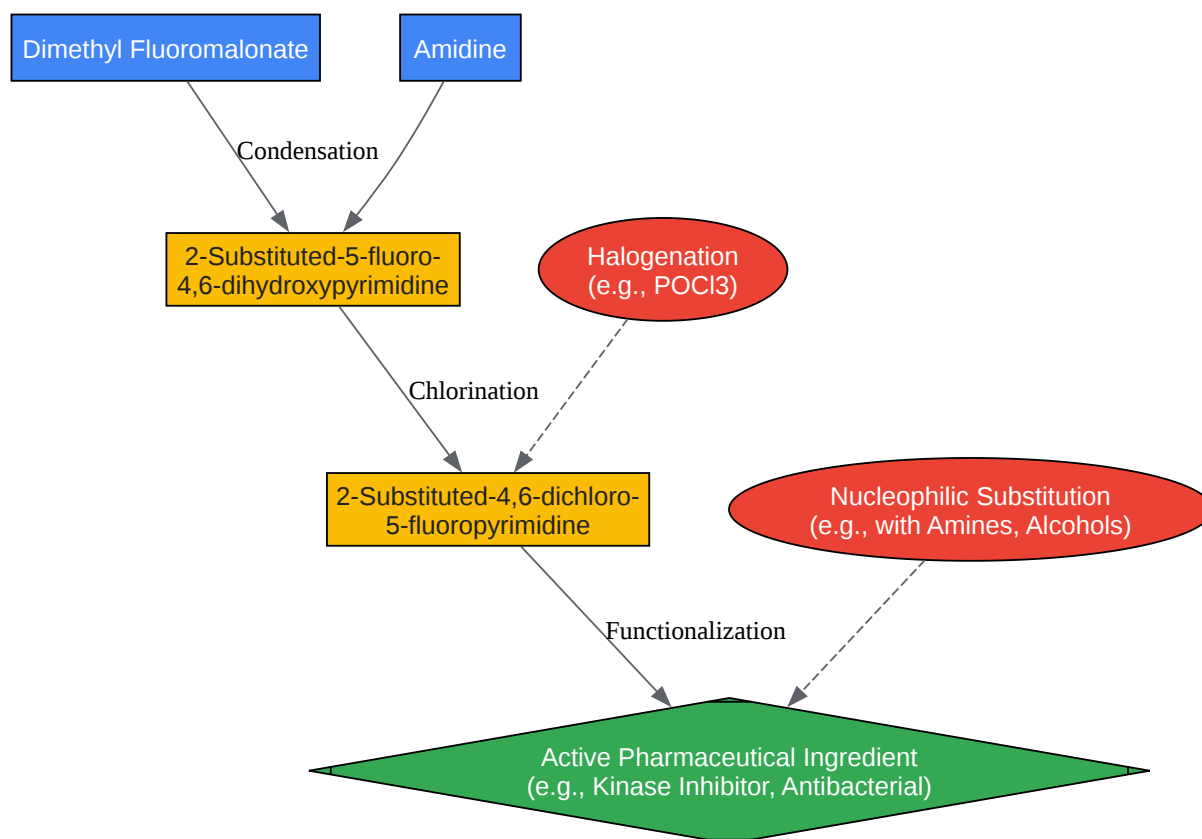 Dimethyl Fluoromalonate
Amidine
Condensation
2-Substituted-5-fluoro-
4,6-dihydroxypyrimidine
Halogenation
(e.g., POCl3)
Chlorination
2-Substituted-4,6-dichloro-
5-fluoropyrimidine
Nucleophilic Substitution
(e.g., with Amines, Alcohols)
Functionalization
Active Pharmaceutical Ingredient
(e.g., Kinase Inhibitor, Antibacterial)